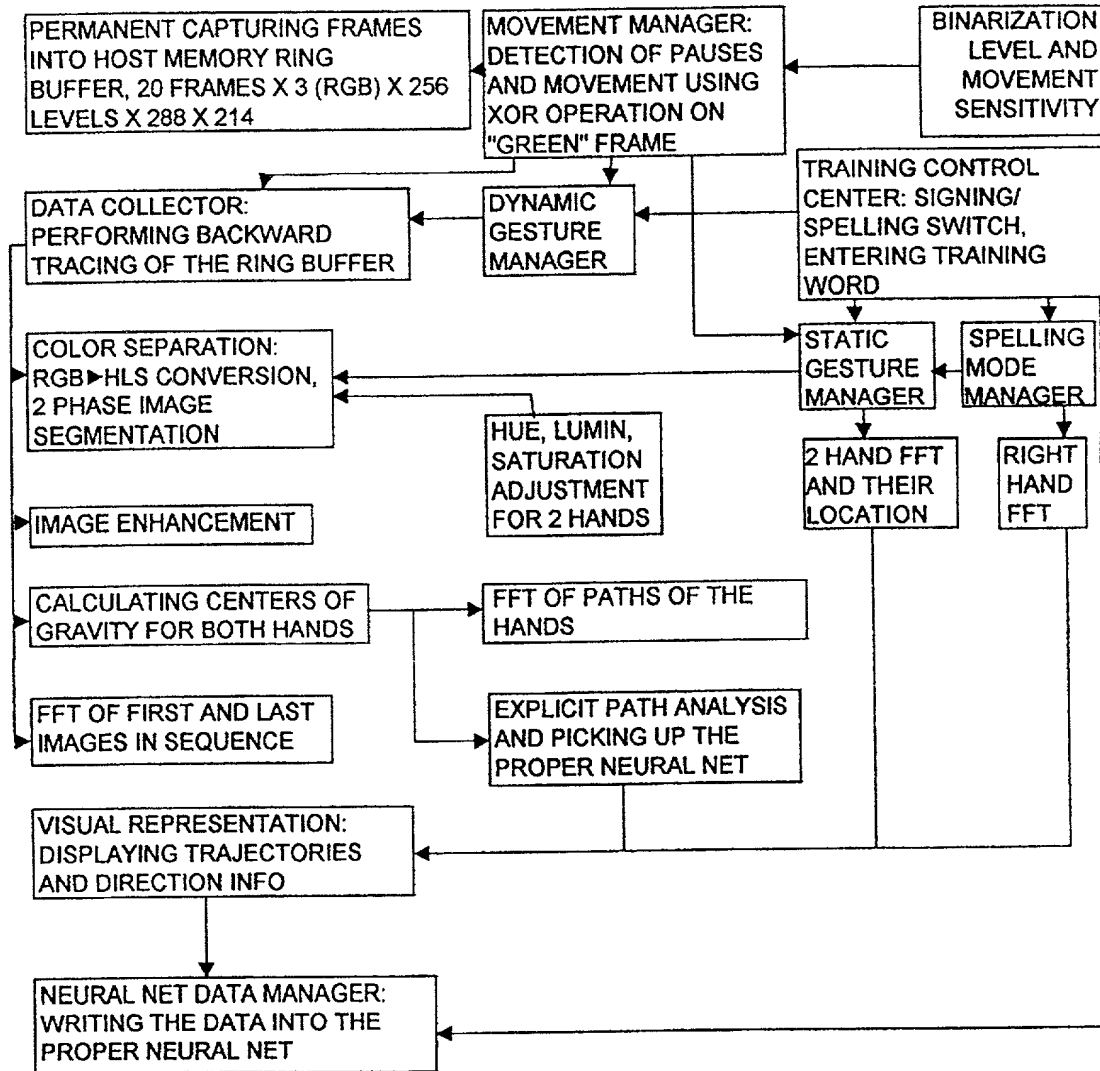 PERMANENT CAPTURING FRAMES
INTO HOST MEMORY RING
BUFFER, 20 FRAMES X 3 (RGB) X 256
LEVELS X 288 X 214
MOVEMENT MANAGER:
DETECTION OF PAUSES
AND MOVEMENT USING
XOR OPERATION ON
"GREEN" FRAME
BINARIZATION
LEVEL AND
MOVEMENT
SENSITIVITY
DATA COLLECTOR:
PERFORMING BACKWARD
TRACING OF THE RING BUFFER
DYNAMIC
GESTURE
MANAGER
TRAINING CONTROL
CENTER: SIGNING/
SPELLING SWITCH,
ENTERING TRAINING
WORD
COLOR SEPARATION:
RGB►HLS CONVERSION,
2 PHASE IMAGE
SEGMENTATION
STATIC
GESTURE
MANAGER
SPELLING
MODE
MANAGER
HUE, LUMIN,
SATURATION
ADJUSTMENT
FOR 2 HANDS
2 HAND FFT
AND THEIR
LOCATION
RIGHT
HAND
FFT
IMAGE ENHANCEMENT
CALCULATING CENTERS OF
GRAVITY FOR BOTH HANDS
FFT OF PATHS OF THE
HANDS
FFT OF FIRST AND LAST
IMAGES IN SEQUENCE
EXPLICIT PATH ANALYSIS
AND PICKING UP THE
PROPER NEURAL NET
VISUAL REPRESENTATION:
DISPLAYING TRAJECTORIES
AND DIRECTION INFO
NEURAL NET DATA MANAGER:
WRITING THE DATA INTO THE
PROPER NEURAL NET